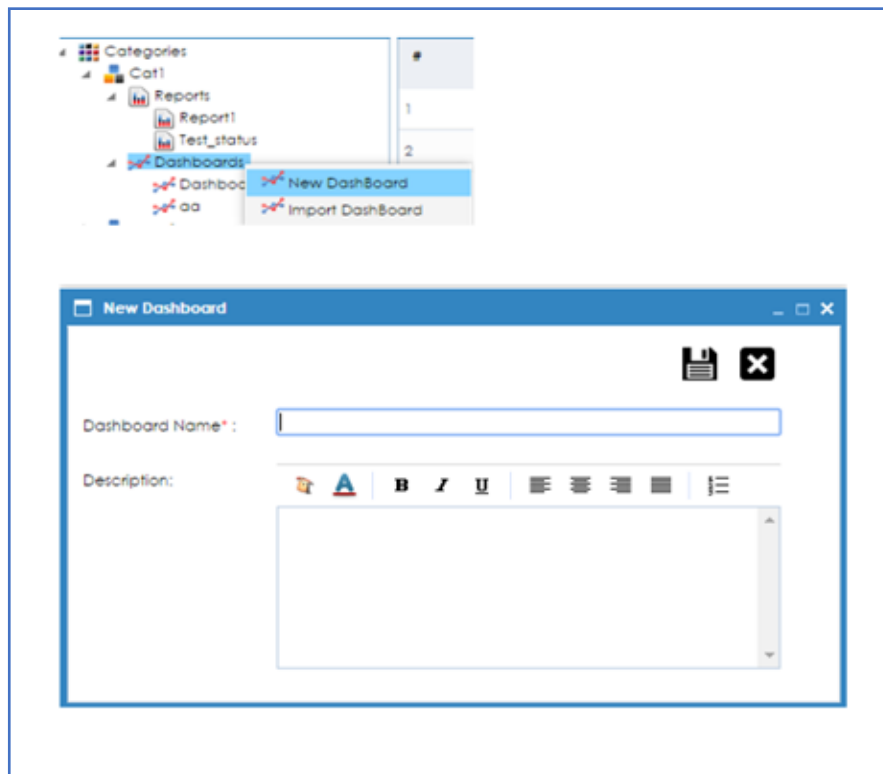 Categories
#
Cat1
Reports
Report1
1
Test_status
2
Dashboards
Dashboc
New DashBoard
aa
Import DashBoard
New Dashboard
Dashboard Name* :
Description:
A B I U